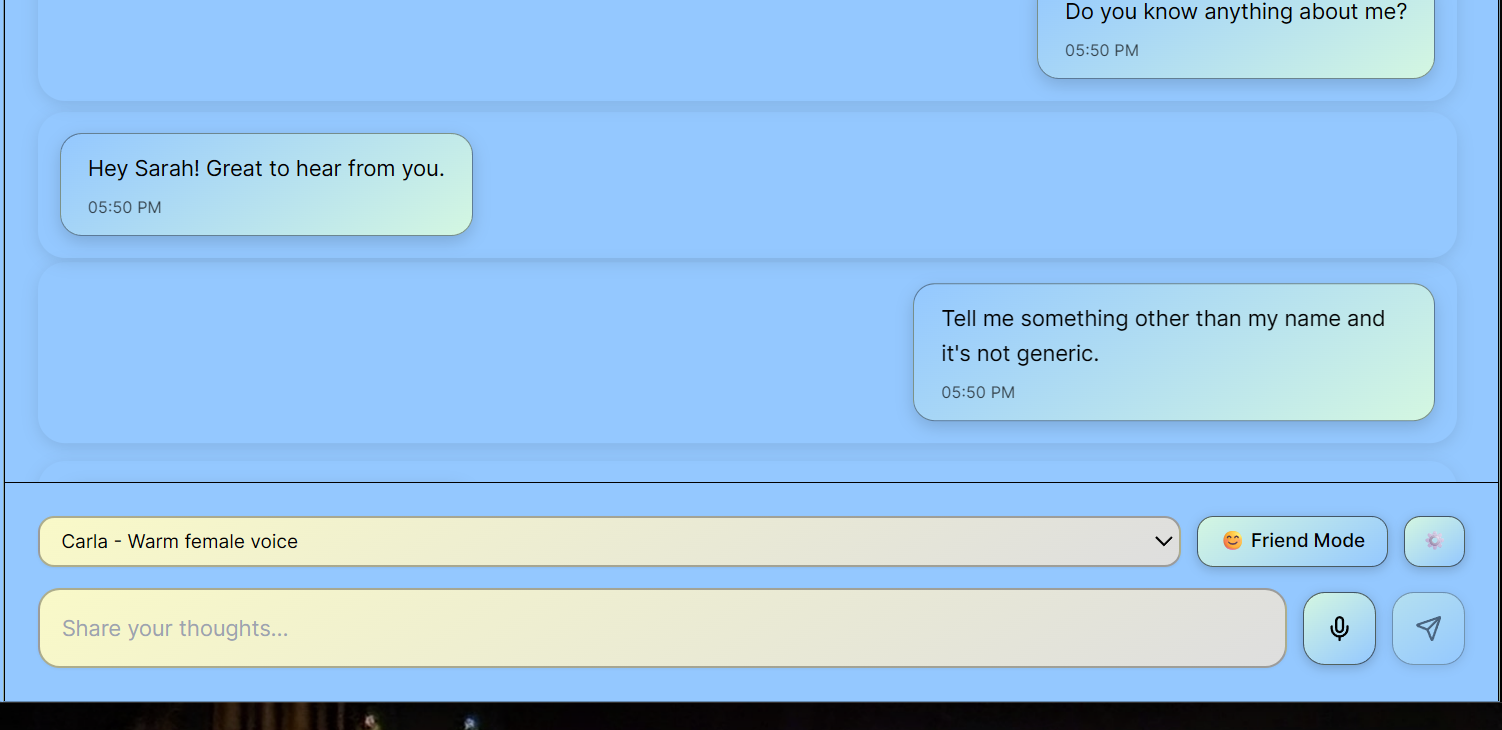 Do you know anything about me?
05:50 PM
Hey Sarah! Great to hear from you.
05:50 PM
Tell me something other than my name and
it's not generic.
05:50 PM
Carla - Warm female voice
😊 Friend Mode
Share your thoughts...